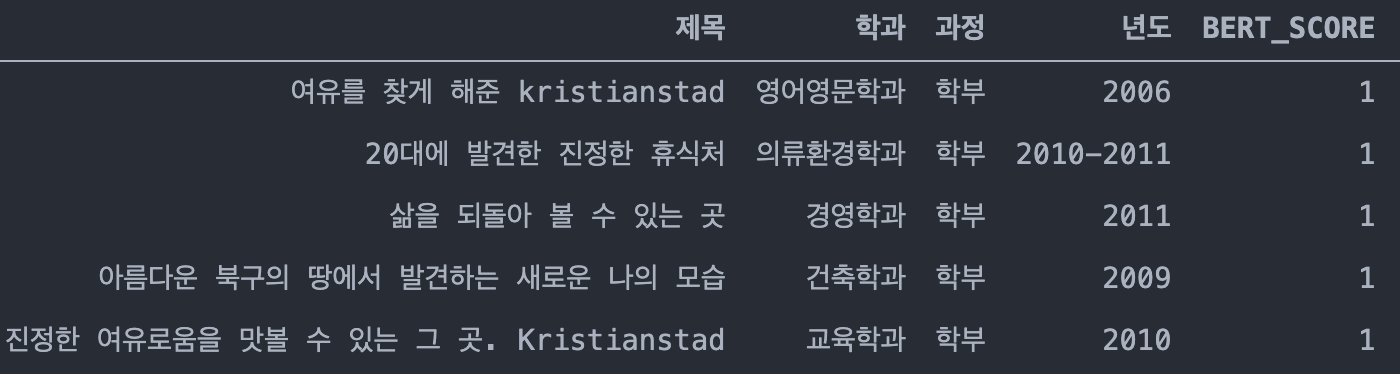 제목 학과 과정 년도 BERT_SCORE
여유를 찾게 해준 kristianstad 영어영문학과 학부 2006 1
20대에 발견한 진정한 휴식처 의류환경학과 학부 2010-2011 1
삶을 되돌아 볼 수 있는 곳 경영학과 학부 2011 1
아름다운 북구의 땅에서 발견하는 새로운 나의 모습 건축학과 학부 2009 1
진정한 여유로움을 맛볼 수 있는 그 곳. Kristianstad 교육학과 학부 2010 1